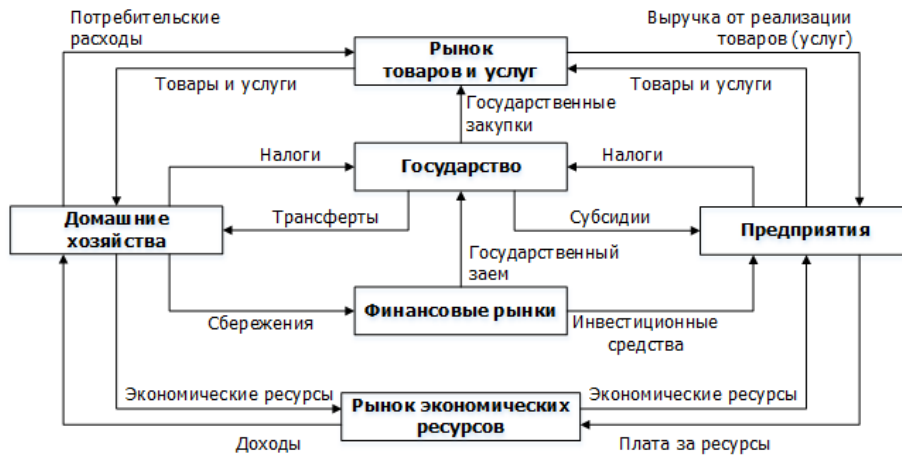 Потребительские
расходы
Выручка от реализации
товаров (услуг)
Рынок
товаров и услуг
Товары и услуги
Товары и услуги
Государственные
закупки
Налоги
Государство
Налоги
Домашние
хозяйства
Трансферты
Субсидии
Предприятия
Государственный
заем
Сбережения
Финансовые рынки
Инвестиционные
средства
Экономические ресурсы
Рынок экономических
ресурсов
Экономические ресурсы
Доходы
Плата за ресурсы